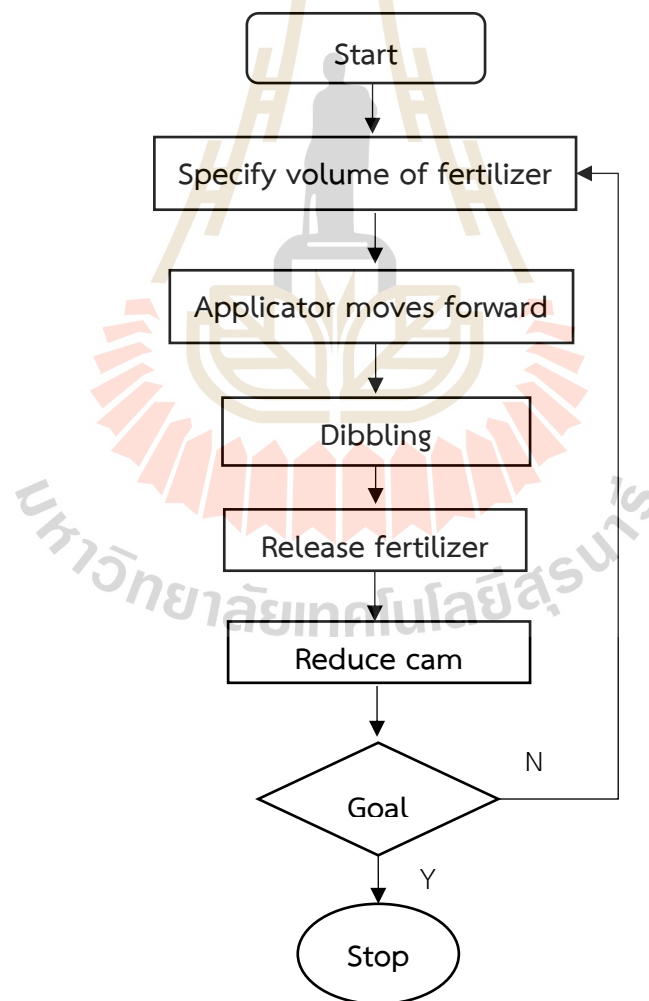 Start
Specify volume of fertilizer
Applicator moves forward
Dibbling
Release fertilizer
มหาวิทยาลัยเทคโนโลยีสุรนารี
Reduce cam
N
Goal
Y
Stop